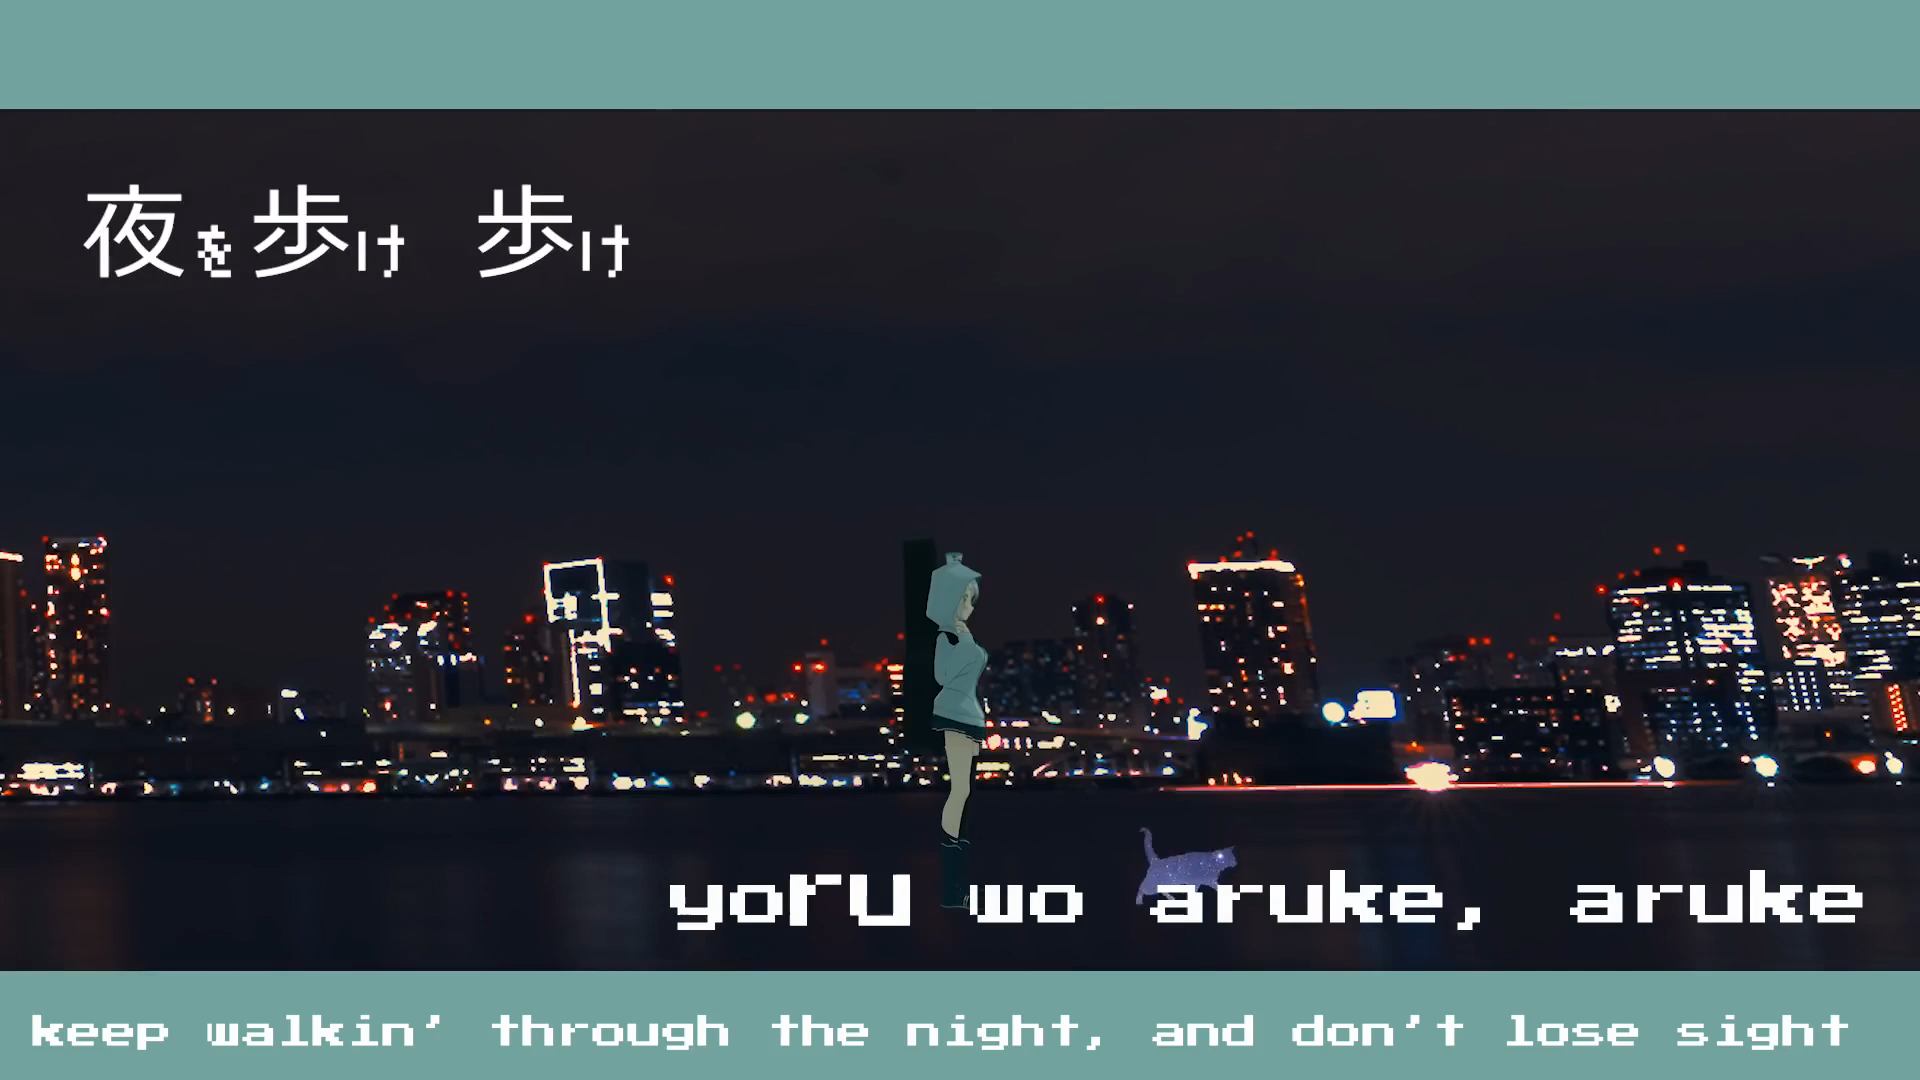 夜を歩け 歩け
yoru wo aruke, aruke
keep walkin' through the night, and don't lose sight